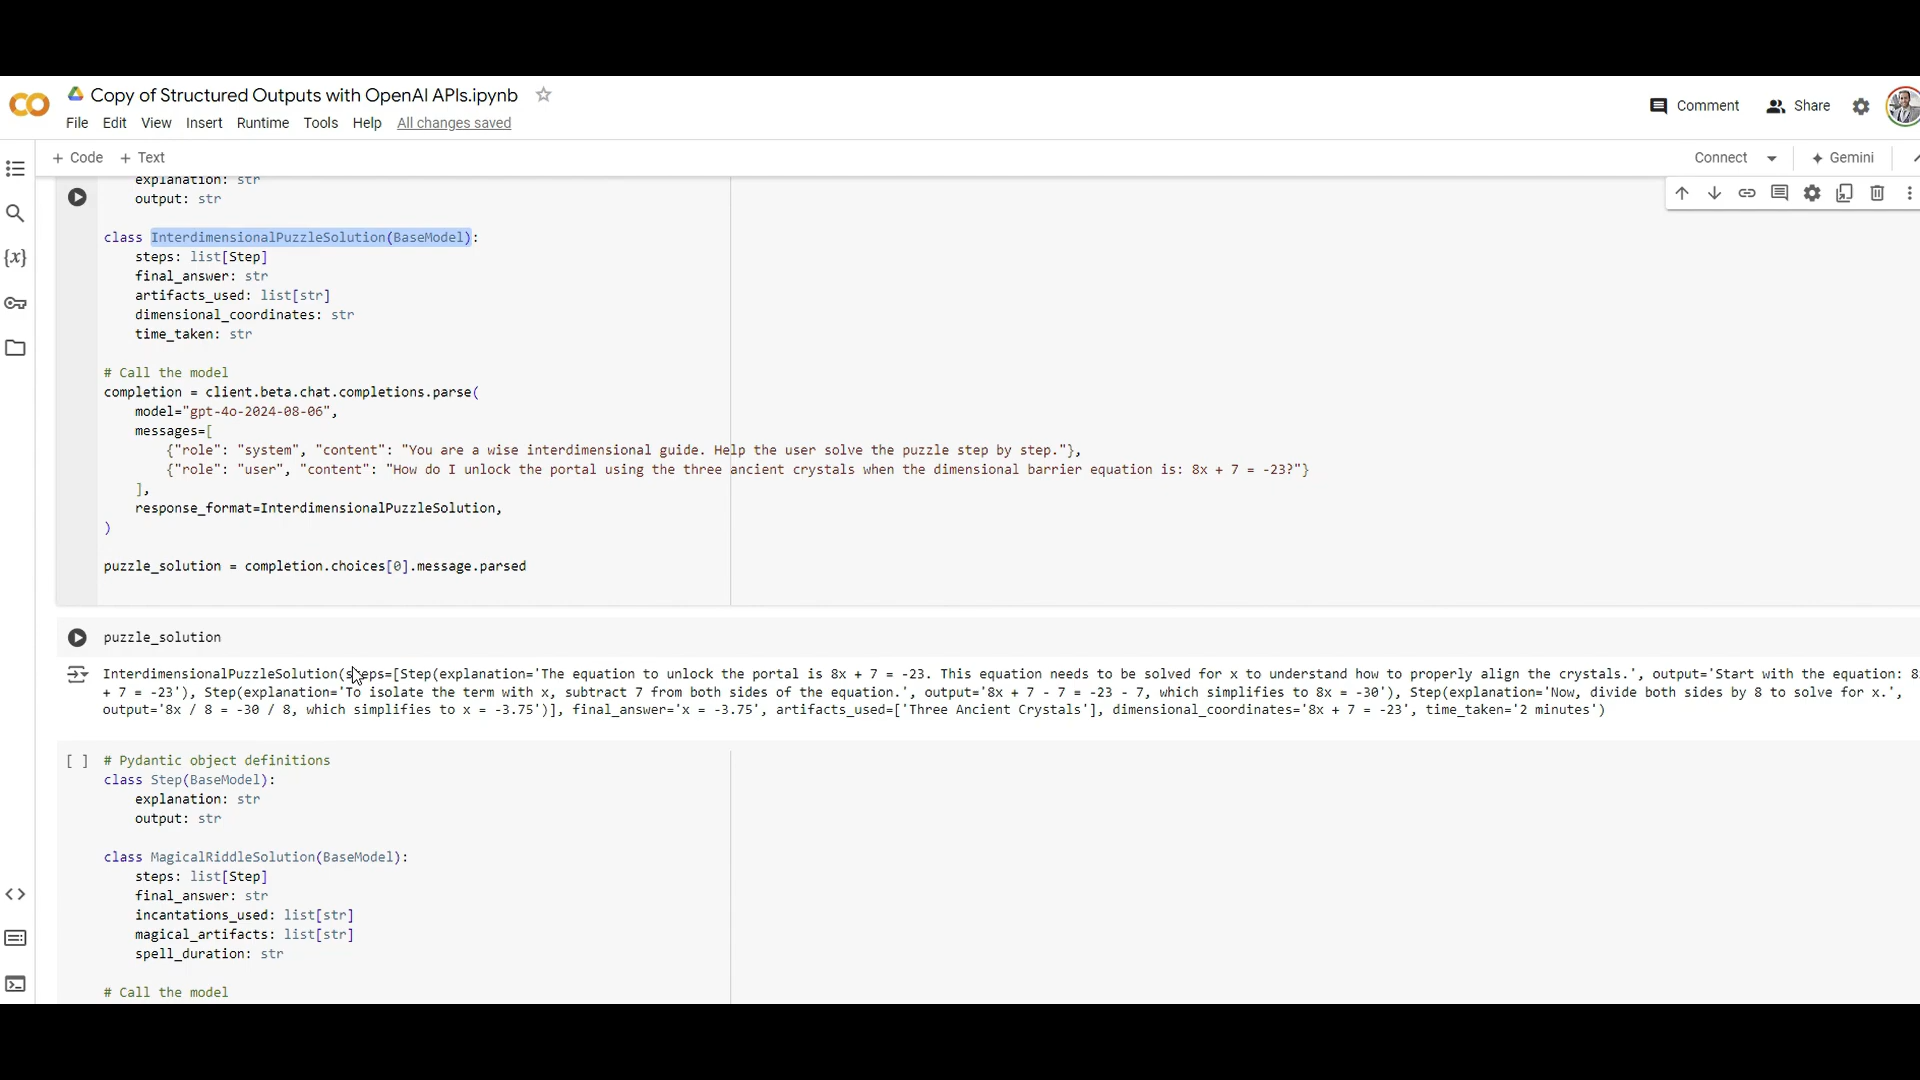 Copy of Structured Outputs with OpenAI APIs.ipynb
Comment
Share
File Edit View Insert Runtime Tools Help All changes saved
+ Code + Text
Connect
Gemini
explanation: str
output: str
class InterdimensionalPuzzleSolution(BaseModel):
steps: list[Step]
final_answer: str
artifacts_used: list[str]
dimensional_coordinates: str
time_taken: str
# Call the model
completion = client.beta.chat.completions.parse(
model="gpt-4o-2024-08-06",
messages=[
{"role": "system", "content": "You are a wise interdimensional guide. Help the user solve the puzzle step by step."},
{"role": "user", "content": "How do I unlock the portal using the three ancient crystals when the dimensional barrier equation is: 8x + 7 = -23?"}
],
response_format=InterdimensionalPuzzleSolution,
)
puzzle_solution = completion.choices[0].message.parsed
puzzle_solution
InterdimensionalPuzzleSolution(steps=[Step(explanation='The equation to unlock the portal is 8x + 7 = -23. This equation needs to be solved for x to understand how to properly align the crystals.', output='Start with the equation: 8
+ 7 = -23'), Step(explanation='To isolate the term with x, subtract 7 from both sides of the equation.', output='8x + 7 - 7 = -23 - 7, which simplifies to 8x = -30'), Step(explanation='Now, divide both sides by 8 to solve for x.',
output='8x / 8 = -30 / 8, which simplifies to x = -3.75')], final_answer='x = -3.75', artifacts_used=['Three Ancient Crystals'], dimensional_coordinates='8x + 7 = -23', time_taken='2 minutes')
[ ] # Pydantic object definitions
class Step(BaseModel):
explanation: str
output: str
class MagicalRiddleSolution(BaseModel):
steps: list[Step]
final_answer: str
incantations_used: list[str]
magical_artifacts: list[str]
spell_duration: str
# Call the model